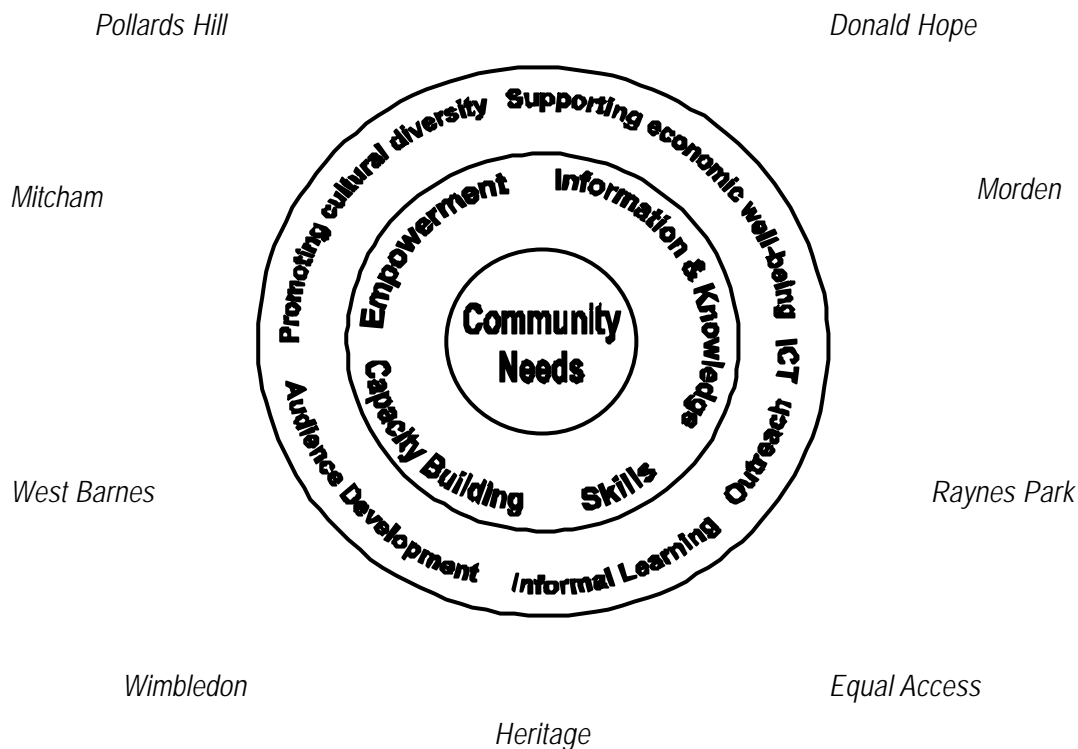 Pollards Hill
Donald Hope
Mitcham
Morden
Promoting cultural diversity
Supporting economic well-being
ICT
Outreach
Informal Learning
Audience Development
Empowerment
Information & Knowledge
Skills
Capacity Building
Community
Needs
West Barnes
Raynes Park
Wimbledon
Equal Access
Heritage